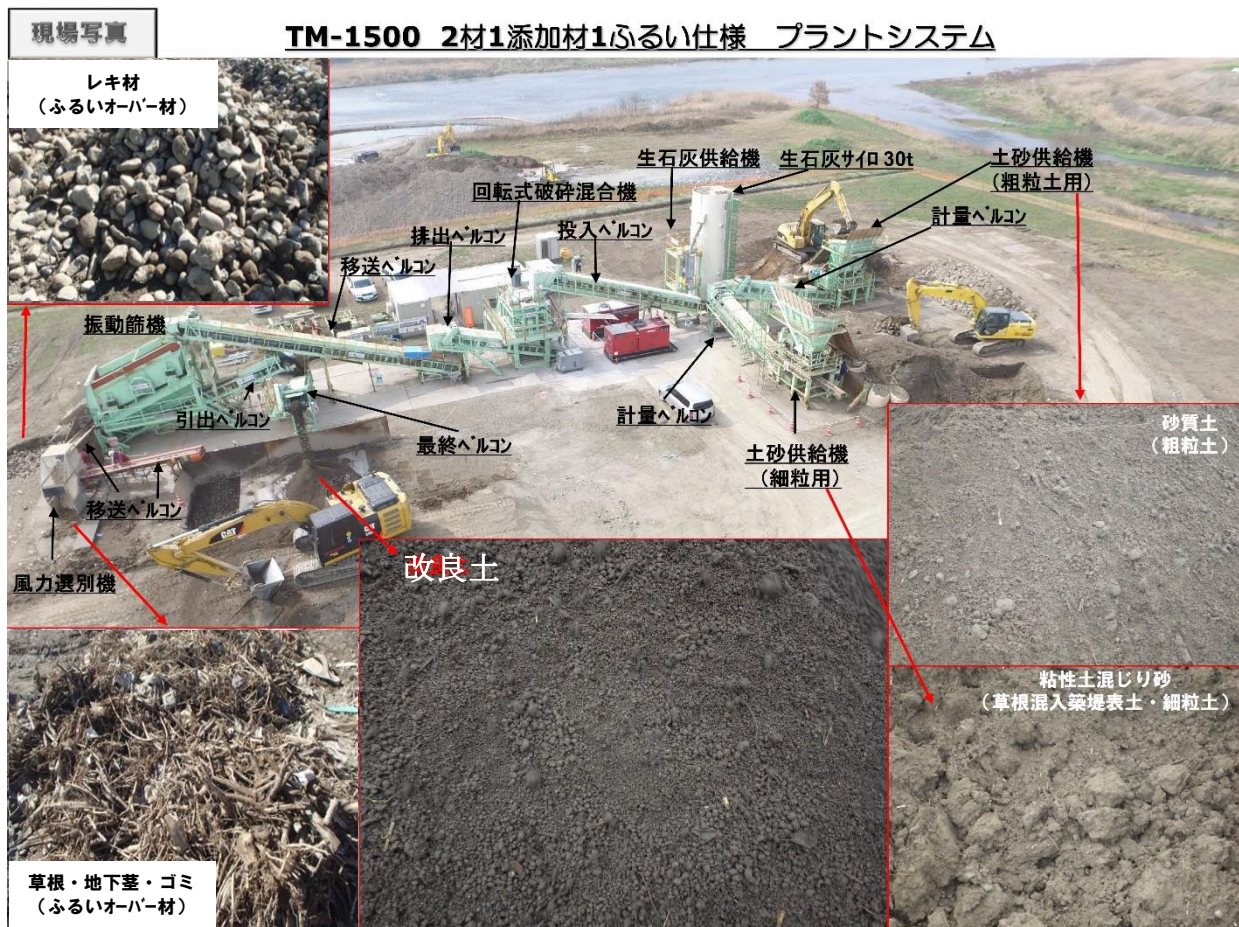 現場写真
TM-1500 2材1添加材1ふるい仕様 プラントシステム
レキ材
（ふるいオーバー材）
生石灰供給機
生石灰サイロ 30t
土砂供給機
（粗粒土用）
回転式破砕混合機
計量ベルコン
排出ベルコン
投入ベルコン
移送ベルコン
振動篩機
引出ベルコン
最終ベルコン
計量ベルコン
土砂供給機
（細粒用）
移送ベルコン
風力選別機
CAT
改良土
砂質土
（粗粒土）
粘性土混じり砂
（草根混入築堤表土・細粒土）
草根・地下茎・ゴミ
（ふるいオーバー材）